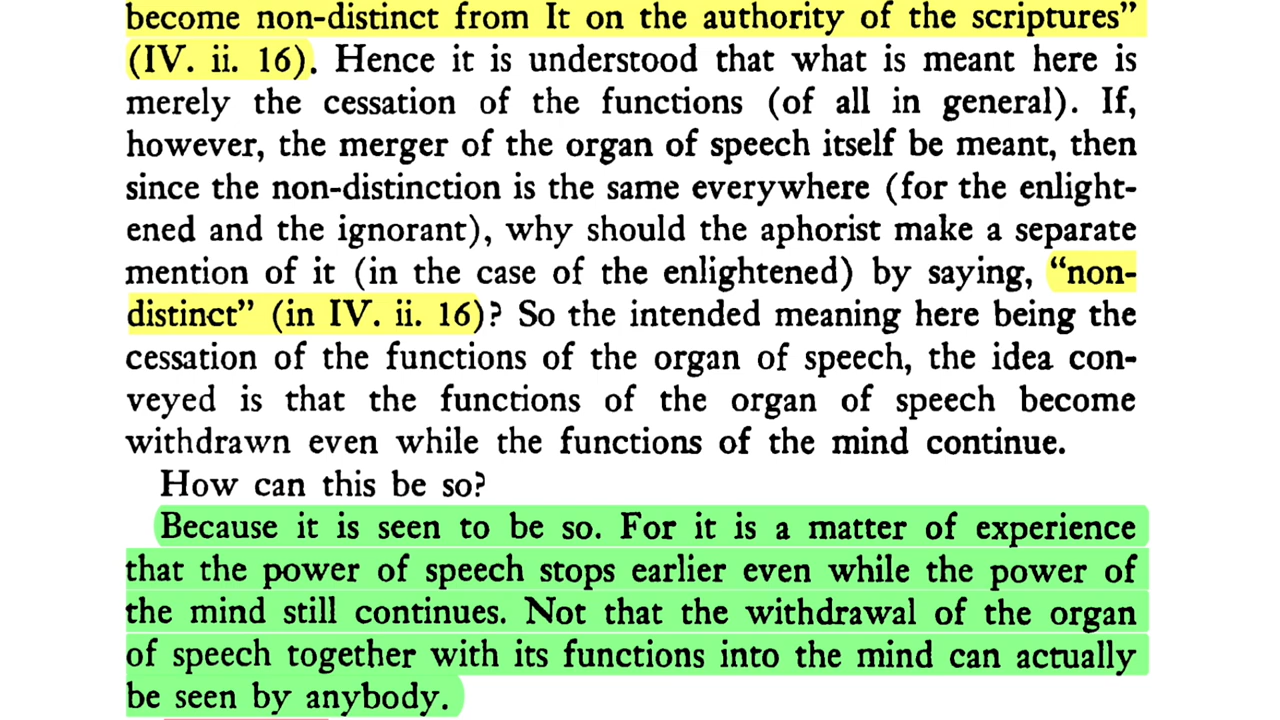 become non-distinct from It on the authority of the scriptures”
(IV. ii. 16). Hence it is understood that what is meant here is
merely the cessation of the functions (of all in general). If,
however, the merger of the organ of speech itself be meant, then
since the non-distinction is the same everywhere (for the enlight-
ened and the ignorant), why should the aphorist make a separate
mention of it (in the case of the enlightened) by saying, “non-
distinct” (in IV. ii. 16)? So the intended meaning here being the
cessation of the functions of the organ of speech, the idea con-
veyed is that the functions of the organ of speech become
withdrawn even while the functions of the mind continue.
How can this be so?
Because it is seen to be so. For it is a matter of experience
that the power of speech stops earlier even while the power of
the mind still continues. Not that the withdrawal of the organ
of speech together with its functions into the mind can actually
be seen by anybody.